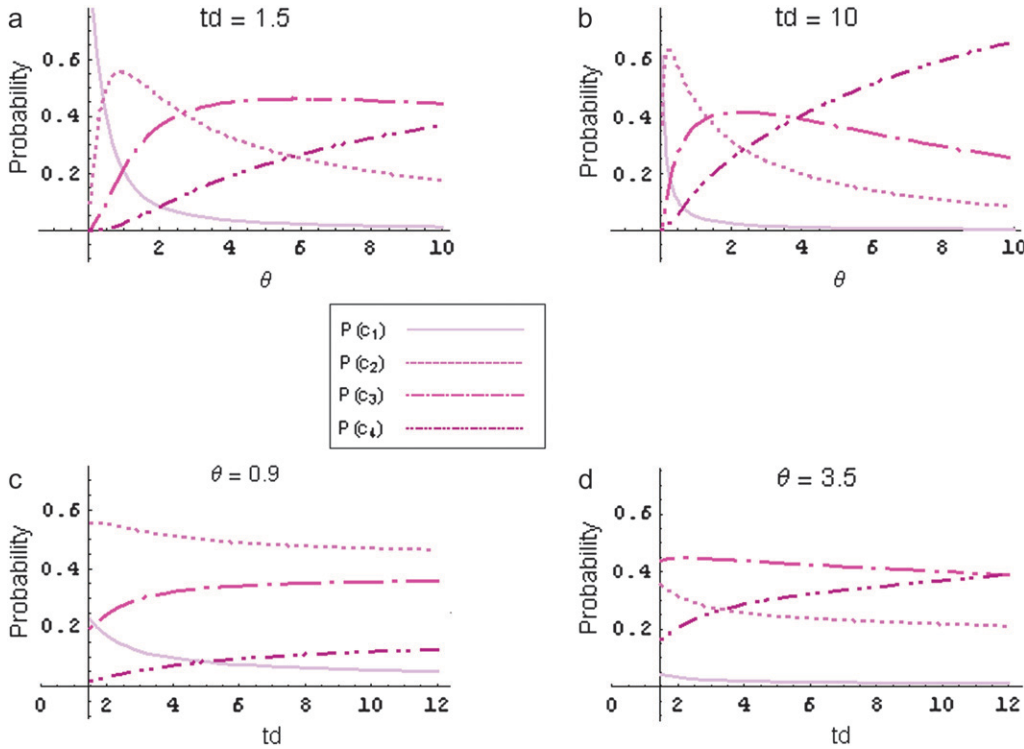 a
td = 1.5
Probability
0.6
0.4
0.2
2
4
6
8
10
θ
b
td = 10
Probability
0.6
0.4
0.2
2
4
6
8
10
θ
P(c₁)
P(c₂)
P(c₃)
P(c₄)
c
θ = 0.9
Probability
0.6
0.4
0.2
0
2
4
6
8
10
12
td
d
θ = 3.5
Probability
0.6
0.4
0.2
0
2
4
6
8
10
12
td